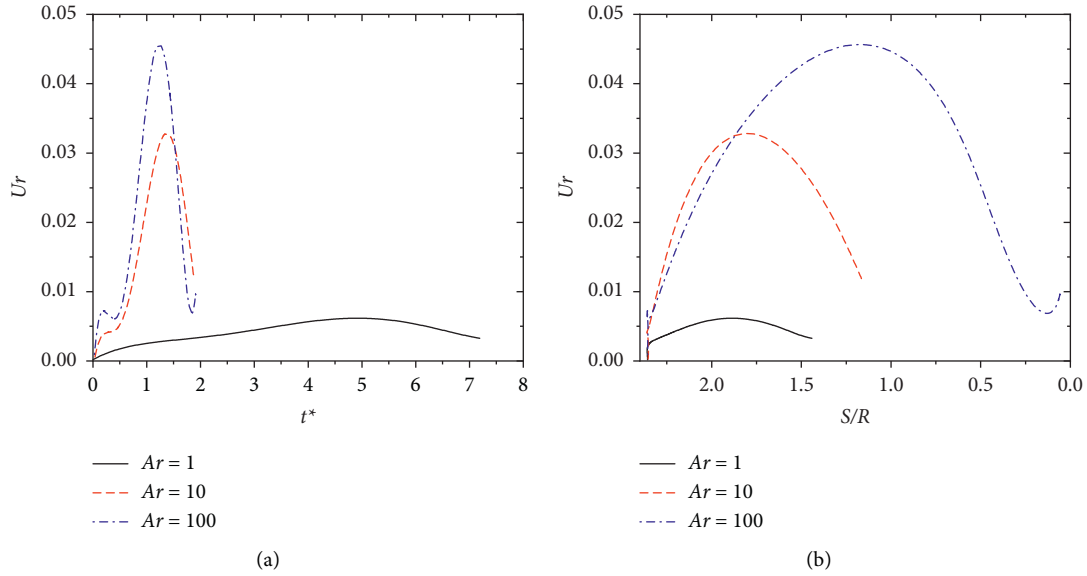 0.05
0.04
0.03
0.02
0.01
0.00
Ur
0 1 2 3 4 5 6 7 8
t*
Ar = 1
Ar = 10
Ar = 100
(a)
0.05
0.04
0.03
0.02
0.01
0.00
Ur
2.0 1.5 1.0 0.5 0.0
S/R
Ar = 1
Ar = 10
Ar = 100
(b)